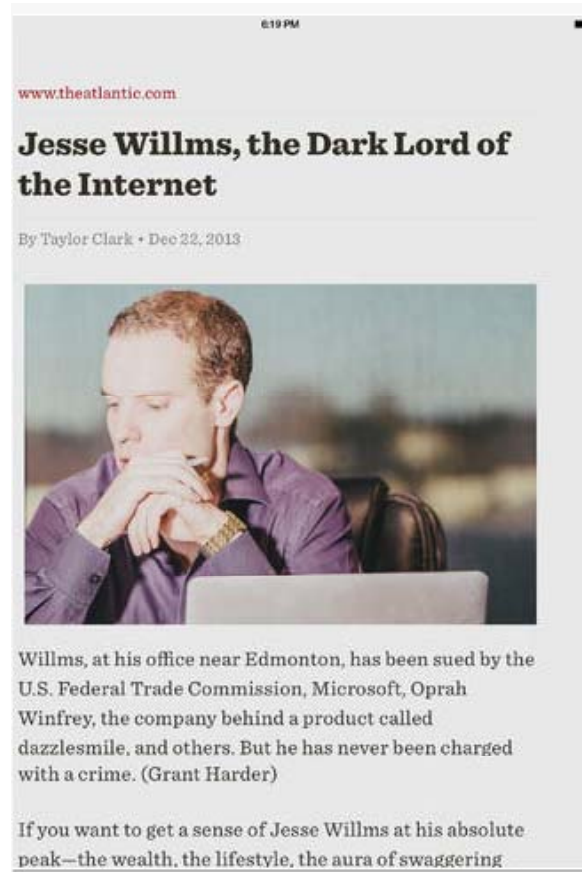 6:19 PM
www.theatlantic.com
Jesse Willms, the Dark Lord of
the Internet
By Taylor Clark • Dec 22, 2013
Willms, at his office near Edmonton, has been sued by the
U.S. Federal Trade Commission, Microsoft, Oprah
Winfrey, the company behind a product called
dazzlesmile, and others. But he has never been charged
with a crime. (Grant Harder)
If you want to get a sense of Jesse Willms at his absolute
peak—the wealth, the lifestyle, the aura of swaggering